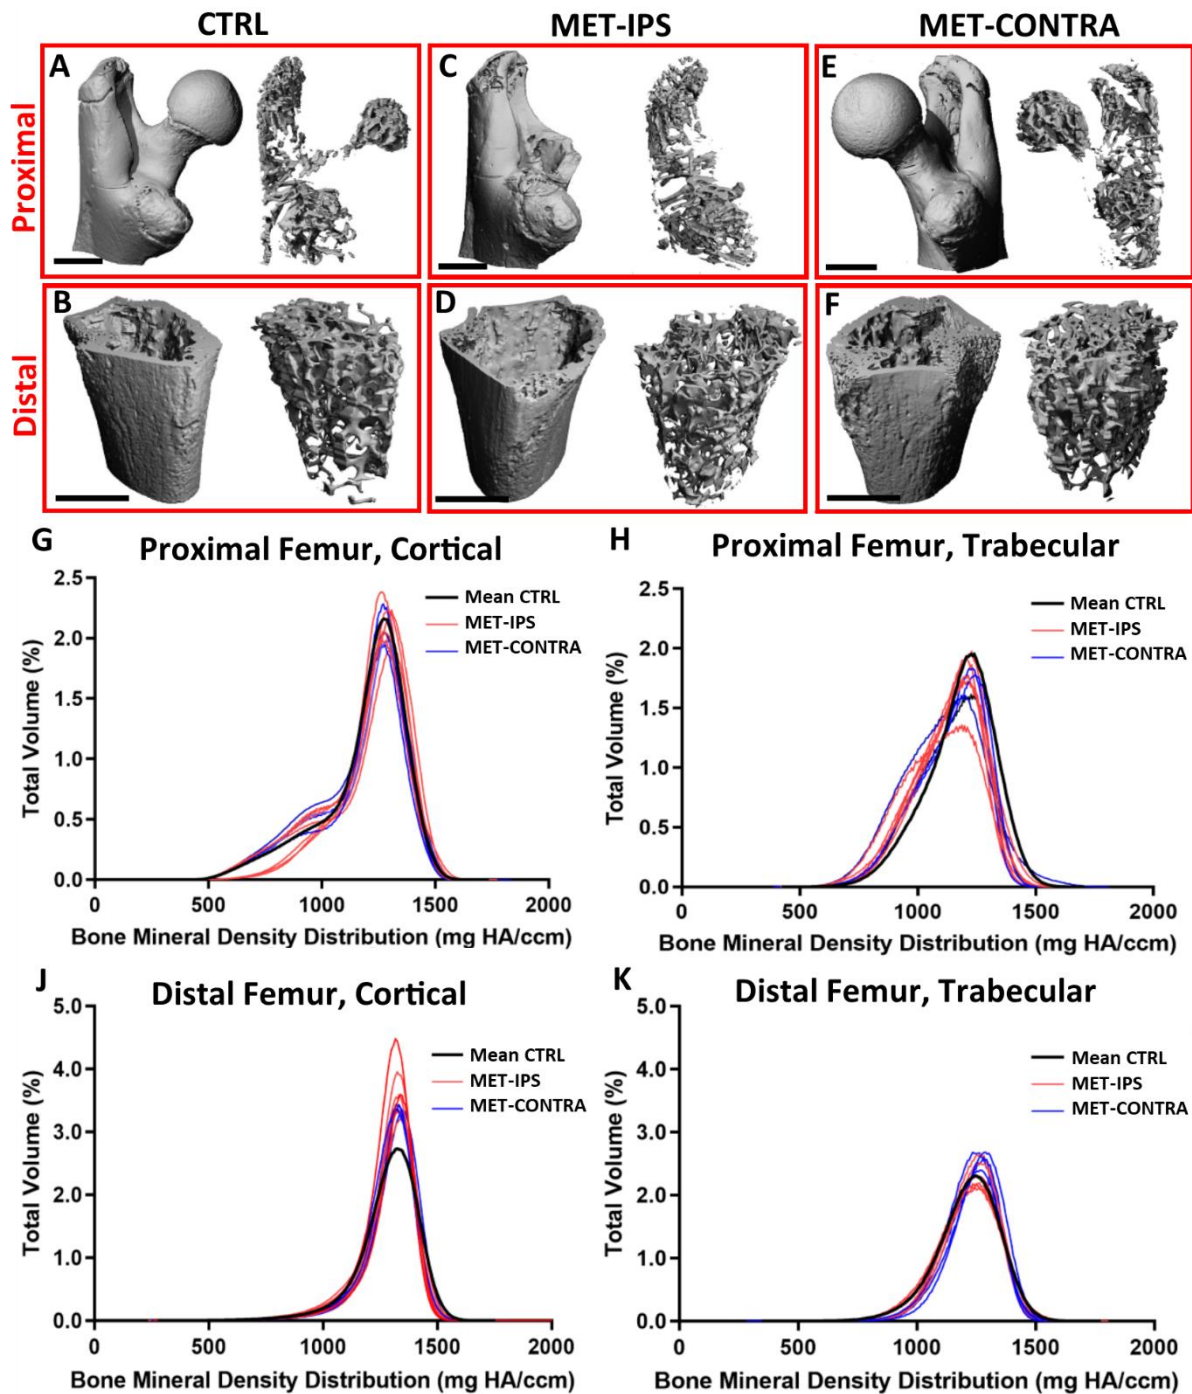 CTRL MET-IPS MET-CONTRA
Proximal
A C E
Distal
B D F
G Proximal Femur, Cortical
2.5
2.0
1.5
1.0
0.5
0.0
Total Volume (%)
Mean CTRL
MET-IPS
MET-CONTRA
0 500 1000 1500 2000
Bone Mineral Density Distribution (mg HA/ccm)
H Proximal Femur, Trabecular
2.5
2.0
1.5
1.0
0.5
0.0
Total Volume (%)
Mean CTRL
MET-IPS
MET-CONTRA
0 500 1000 1500 2000
Bone Mineral Density Distribution (mg HA/ccm)
J Distal Femur, Cortical
5.0
4.0
3.0
2.0
1.0
0.0
Total Volume (%)
Mean CTRL
MET-IPS
MET-CONTRA
0 500 1000 1500 2000
Bone Mineral Density Distribution (mg HA/ccm)
K Distal Femur, Trabecular
5.0
4.0
3.0
2.0
1.0
0.0
Total Volume (%)
Mean CTRL
MET-IPS
MET-CONTRA
0 500 1000 1500 2000
Bone Mineral Density Distribution (mg HA/ccm)